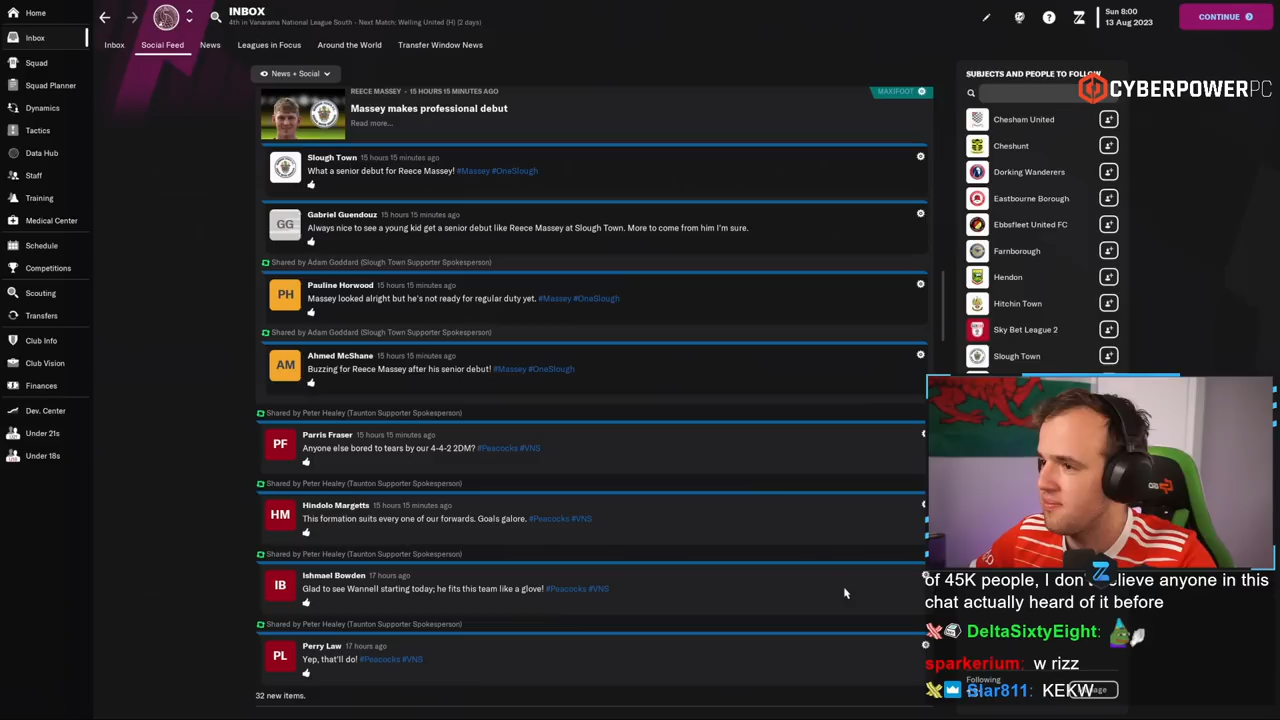 Home
Inbox
Squad
Squad Planner
Dynamics
Tactics
Data Hub
Staff
Training
Medical Center
Schedule
Competitions
Scouting
Transfers
Club Info
Club Vision
Finances
Dev. Center
Under 21s
Under 18s
INBOX
4th in Vanarama National League South - Next Match: Welling United (H) (2 days)
Sun 8:00
13 Aug 2023
CONTINUE
Inbox
Social Feed
News
Leagues in Focus
Around the World
Transfer Window News
News + Social
REECE MASSEY - 15 HOURS 15 MINUTES AGO
MAXIFOOT
Massey makes professional debut
Read more...
Slough Town 15 hours 15 minutes ago
What a senior debut for Reece Massey! #Massey #OneSlough
GG
Gabriel Guendouz 15 hours 15 minutes ago
Always nice to see a young kid get a senior debut like Reece Massey at Slough Town. More to come from him I'm sure.
Shared by Adam Goddard (Slough Town Supporter Spokesperson)
PH
Pauline Horwood 15 hours 15 minutes ago
Massey looked alright but he's not ready for regular duty yet. #Massey #OneSlough
Shared by Adam Goddard (Slough Town Supporter Spokesperson)
AM
Ahmed McShane 15 hours 15 minutes ago
Buzzing for Reece Massey after his senior debut! #Massey #OneSlough
Shared by Peter Healey (Taunton Supporter Spokesperson)
PF
Parris Fraser 15 hours 15 minutes ago
Anyone else bored to tears by our 4-4-2 2DM? #Peacocks #VNS
Shared by Peter Healey (Taunton Supporter Spokesperson)
HM
Hindolo Margetts 15 hours 15 minutes ago
This formation suits every one of our forwards. Goals galore. #Peacocks #VNS
Shared by Peter Healey (Taunton Supporter Spokesperson)
IB
Ishmael Bowden 17 hours ago
Glad to see Wannell starting today; he fits this team like a glove! #Peacocks #VNS
Shared by Peter Healey (Taunton Supporter Spokesperson)
PL
Perry Law 17 hours ago
Yep, that'll do! #Peacocks #VNS
32 new items.
SUBJECTS AND PEOPLE TO FOLLOW
CYBERPOWERPC
Chesham United
Cheshunt
Dorking Wanderers
Eastbourne Borough
Ebbsfleet United FC
Farnborough
Hendon
Hitchin Town
Sky Bet League 2
Slough Town
of 45K people, I don't believe anyone in this
chat actually heard of it before
DeltaSixtyEight:
sparkerium: w rizz
Following
Slar811: KEKW